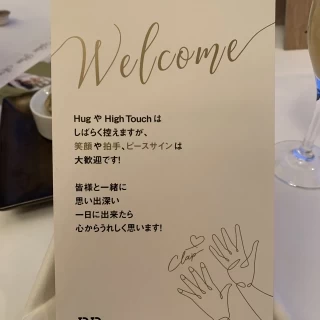 Welcome
Hug や High Touch は
しばらく控えますが、
笑顔や拍手、ピースサインは
大歓迎です!
皆様と一緒に
思い出深い
一日に出来たら
心からうれしく思います!
Clap